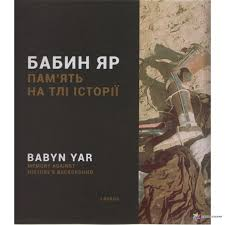 БАБИН ЯР
ПАМ'ЯТЬ
НА ТЛІ ІСТОРІЇ
BABYN YAR
MEMORY AGAINST
HISTORY'S BACKGROUND